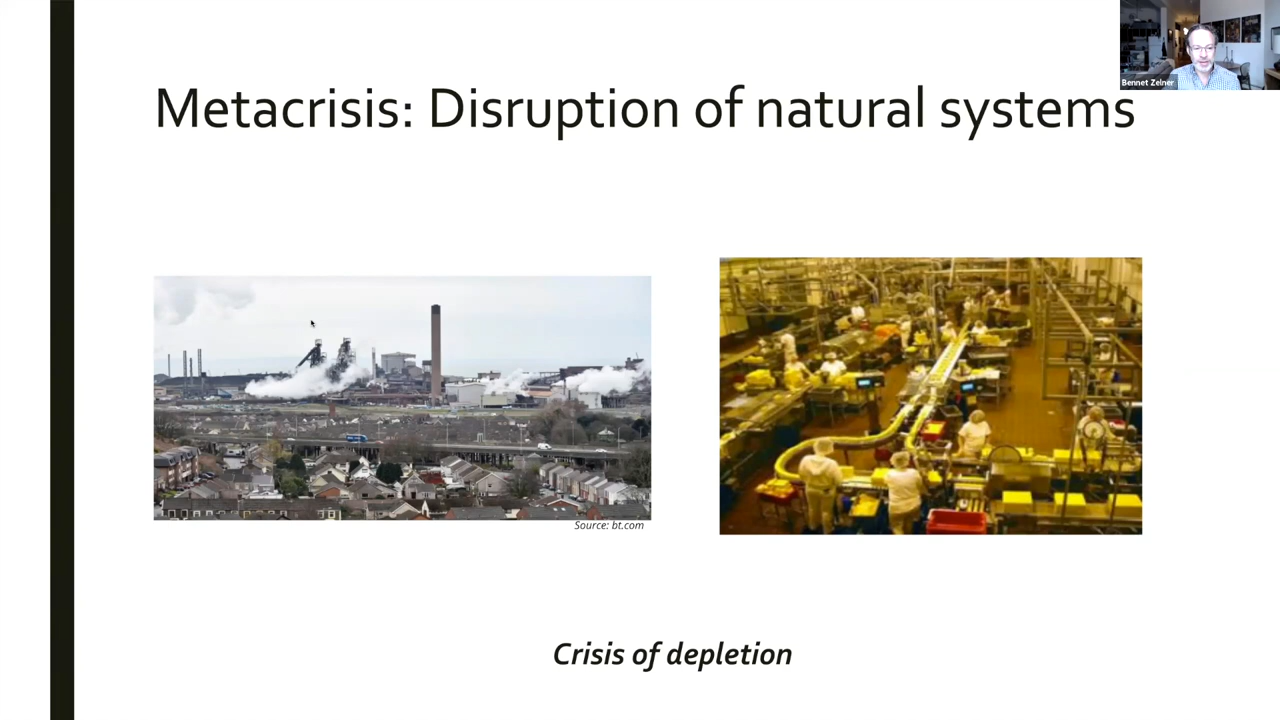 Bennet Zelner
Metacrisis: Disruption of natural systems
Source: bt.com
Crisis of depletion